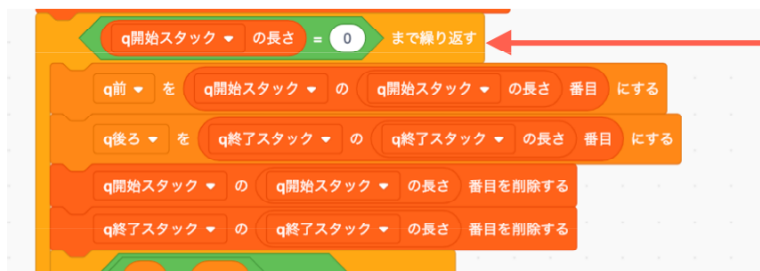 q開始スタック の長さ = 0 まで繰り返す
q前 を q開始スタック の q開始スタック の長さ 番目 にする
q後ろ を q終了スタック の q終了スタック の長さ 番目 にする
q開始スタック の q開始スタック の長さ 番目を削除する
q終了スタック の q終了スタック の長さ 番目を削除する